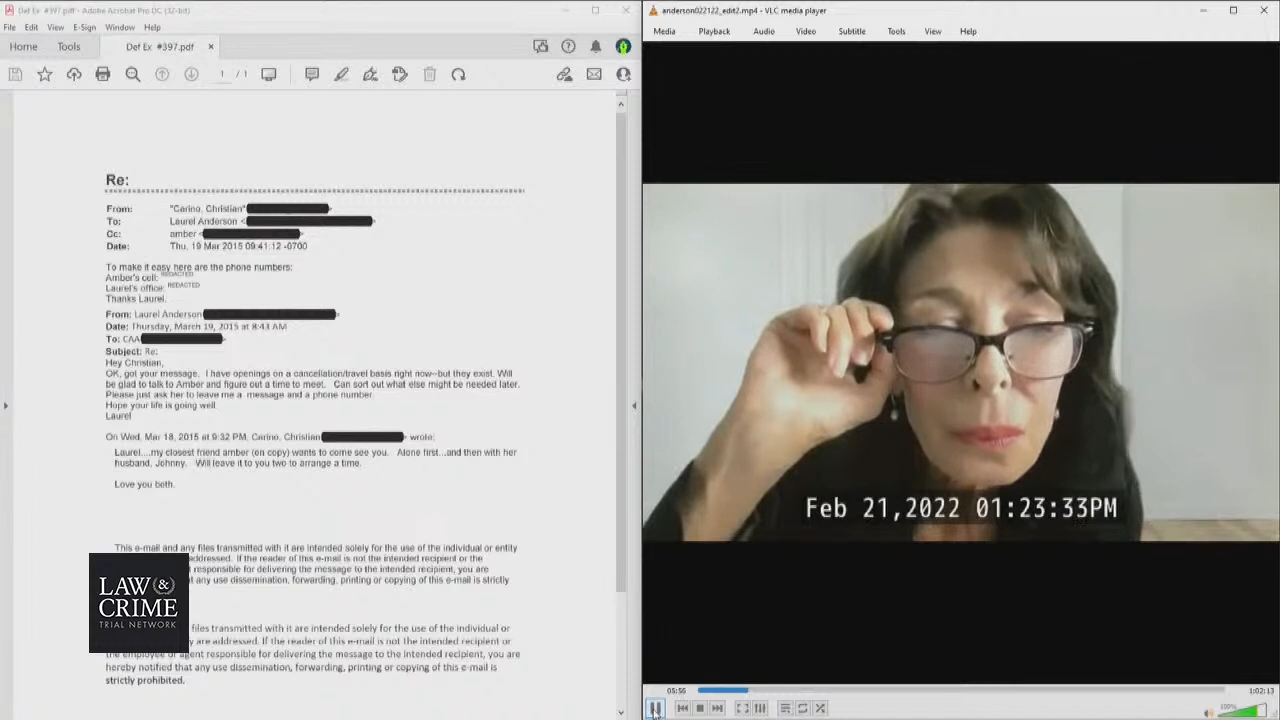 Def Ex #397.pdf - Adobe Acrobat Pro DC (32-bit)
File Edit View E-Sign Window Help
Home Tools Def Ex #397.pdf ×
1 / 1
Re:
From: "Carino, Christian"
To: Laurel Anderson <
Cc: amber <
Date: Thu, 19 Mar 2015 09:41:12 -0700
To make it easy here are the phone numbers:
Amber's cell: REDACTED
Laurel's office: REDACTED
Thanks Laurel.
From: Laurel Anderson
Date: Thursday, March 19, 2015 at 8:43 AM
To: CAA
Subject: Re:
Hey Christian,
OK, got your message. I have openings on a cancellation/travel basis right now--but they exist. Will
be glad to talk to Amber and figure out a time to meet. Can sort out what else might be needed later.
Please just ask her to leave me a message and a phone number.
Hope your life is going well.
Laurel
On Wed, Mar 18, 2015 at 9:32 PM, Carino, Christian wrote:
Laurel....my closest friend amber (on copy) wants to come see you. Alone first...and then with her
husband, Johnny. Will leave it to you two to arrange a time.
Love you both.
This e-mail and any files transmitted with it are intended solely for the use of the individual or entity
addressed. If the reader of this e-mail is not the intended recipient or the
responsible for delivering the message to the intended recipient, you are
at any use dissemination, forwarding, printing or copying of this e-mail is strictly
files transmitted with it are intended solely for the use of the individual or
y are addressed. If the reader of this e-mail is not the intended recipient or
the employee or agent responsible for delivering the message to the intended recipient, you are
hereby notified that any use dissemination, forwarding, printing or copying of this e-mail is
strictly prohibited.
LAW &
CRIME
TRIAL NETWORK
anderson022122_edit2.mp4 - VLC media player
Media Playback Audio Video Subtitle Tools View Help
Feb 21,2022 01:23:33PM
05:56 1:02:13
100%